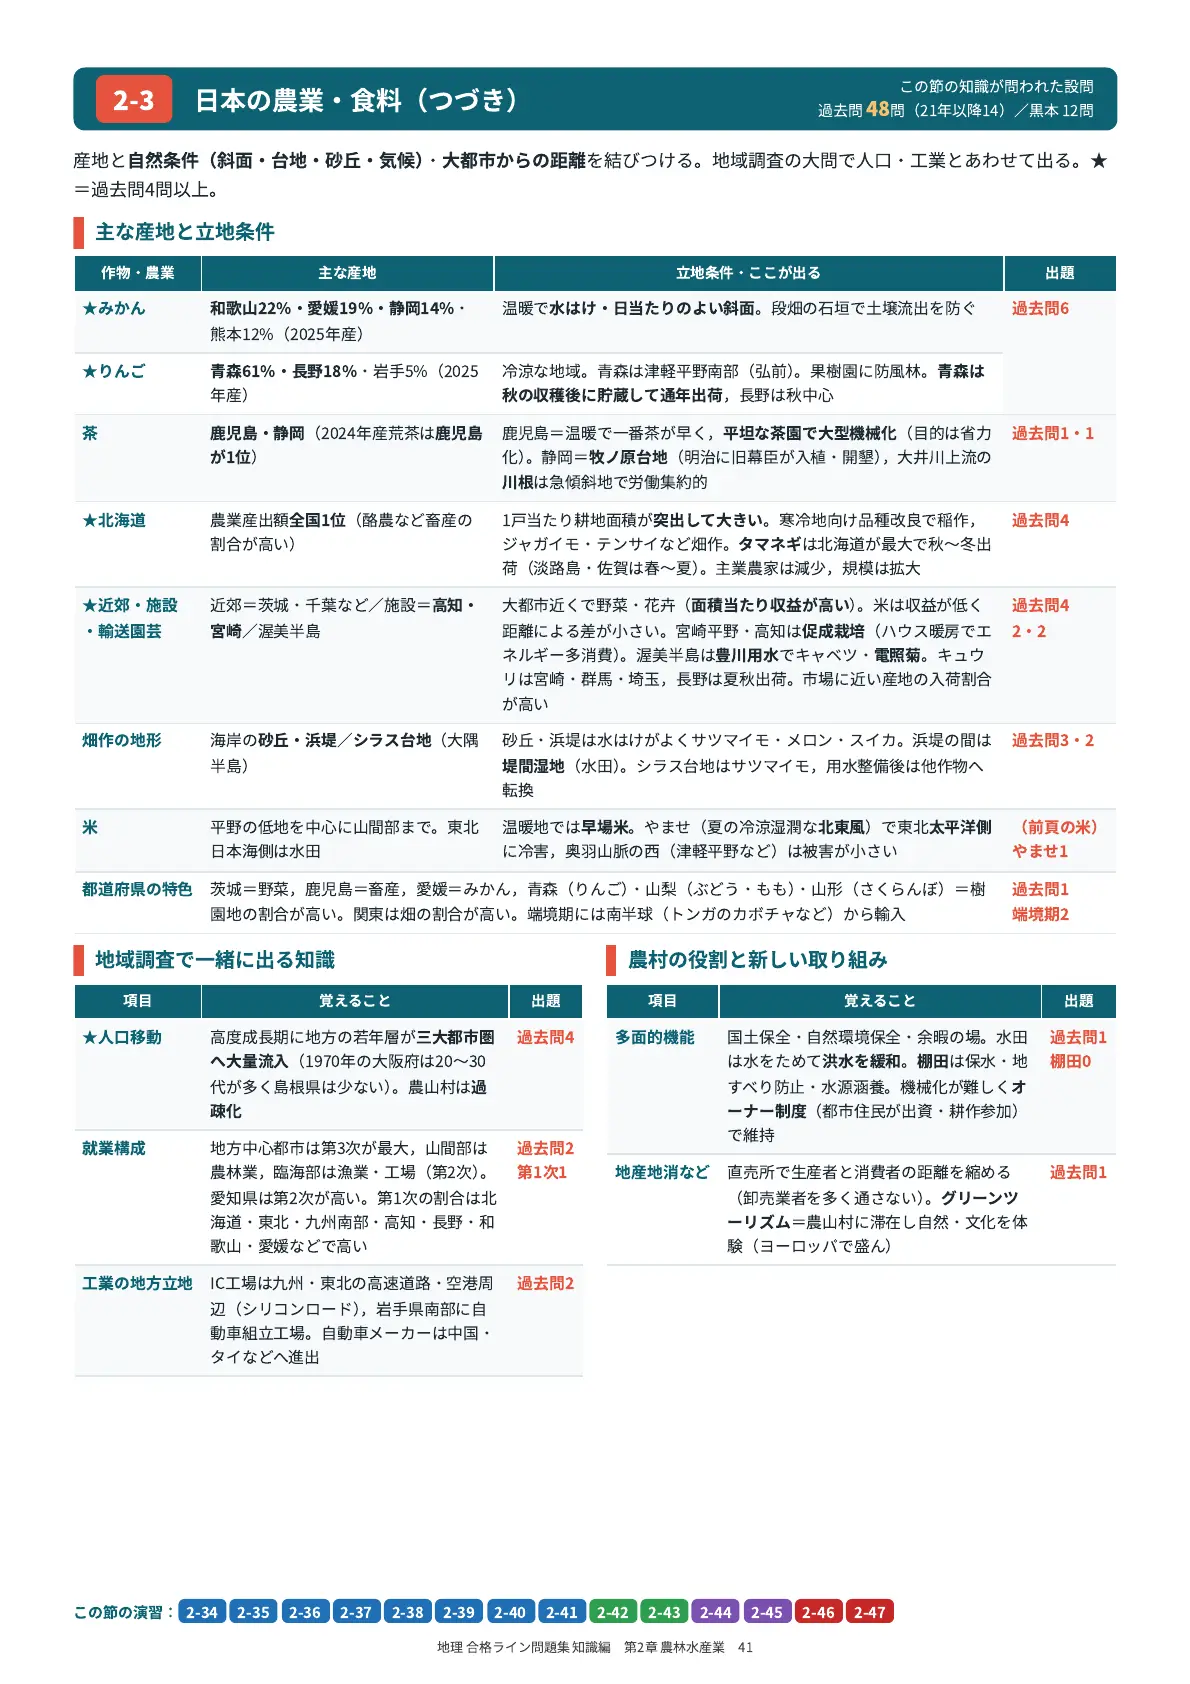 2-3 日本の農業・食料（つづき）
この節の知識が問われた設問
過去問 48問（21年以降14）／黒本 12問
産地と自然条件（斜面・台地・砂丘・気候）・大都市からの距離を結びつける。地域調査の大問で人口・工業とあわせて出る。★
＝過去問4問以上。
主な産地と立地条件
作物・農業 主な産地 立地条件・ここが出る 出題
★みかん 和歌山22%・愛媛19%・静岡14%・ 温暖で水はけ・日当たりのよい斜面。段畑の石垣で土壌流出を防ぐ 過去問6
熊本12%（2025年産）
★りんご 青森61%・長野18%・岩手5%（2025 冷涼な地域。青森は津軽平野南部（弘前）。果樹園に防風林。青森は
年産） 秋の収穫後に貯蔵して通年出荷，長野は秋中心
茶 鹿児島・静岡（2024年産荒茶は鹿児島 鹿児島＝温暖で一番茶が早く，平坦な茶園で大型機械化（目的は省力 過去問1・1
が1位） 化）。静岡＝牧ノ原台地（明治に旧幕臣が入植・開墾），大井川上流の
川根は急傾斜地で労働集約的
★北海道 農業産出額全国1位（酪農など畜産の 1戸当たり耕地面積が突出して大きい。寒冷地向け品種改良で稲作， 過去問4
割合が高い） ジャガイモ・テンサイなど畑作。タマネギは北海道が最大で秋～冬出
荷（淡路島・佐賀は春～夏）。主業農家は減少，規模は拡大
★近郊・施設 近郊＝茨城・千葉など／施設＝高知・ 大都市近くで野菜・花卉（面積当たり収益が高い）。米は収益が低く 過去問4
・輸送園芸 宮崎／渥美半島 距離による差が小さい。宮崎平野・高知は促成栽培（ハウス暖房でエ 2・2
ネルギー多消費）。渥美半島は豊川用水でキャベツ・電照菊。キュウ
リは宮崎・群馬・埼玉，長野は夏秋出荷。市場に近い産地の入荷割合
が高い
畑作の地形 海岸の砂丘・浜堤／シラス台地（大隅 砂丘・浜堤は水はけがよくサツマイモ・メロン・スイカ。浜堤の間は 過去問3・2
半島） 堤間湿地（水田）。シラス台地はサツマイモ，用水整備後は他作物へ
転換
米 平野の低地を中心に山間部まで。東北 温暖地では早場米。やませ（夏の冷涼湿潤な北東風）で東北太平洋側 （前頁の米）
日本海側は水田 に冷害，奥羽山脈の西（津軽平野など）は被害が小さい やませ1
都道府県の特色 茨城＝野菜，鹿児島＝畜産，愛媛＝みかん，青森（りんご）・山梨（ぶどう・もも）・山形（さくらんぼ）＝樹 過去問1
園地の割合が高い。関東は畑の割合が高い。端境期には南半球（トンガのカボチャなど）から輸入 端境期2
地域調査で一緒に出る知識
項目 覚えること 出題
★人口移動 高度成長期に地方の若年層が三大都市圏 過去問4
へ大量流入（1970年の大阪府は20～30
代が多く島根県は少ない）。農山村は過
疎化
就業構成 地方中心都市は第3次が最大，山間部は 過去問2
農林業，臨海部は漁業・工場（第2次）。 第1次1
愛知県は第2次が高い。第1次の割合は北
海道・東北・九州南部・高知・長野・和
歌山・愛媛などで高い
工業の地方立地 IC工場は九州・東北の高速道路・空港周 過去問2
辺（シリコンロード），岩手県南部に自
動車組立工場。自動車メーカーは中国・
タイなどへ進出
農村の役割と新しい取り組み
項目 覚えること 出題
多面的機能 国土保全・自然環境保全・余暇の場。水田 過去問1
は水をためて洪水を緩和。棚田は保水・地 棚田0
すべり防止・水源涵養。機械化が難しくオ
ーナー制度（都市住民が出資・耕作参加）
で維持
地産地消など 直売所で生産者と消費者の距離を縮める 過去問1
（卸売業者を多く通さない）。グリーンツ
ーリズム＝農山村に滞在し自然・文化を体
験（ヨーロッパで盛ん）
この節の演習： 2-34 2-35 2-36 2-37 2-38 2-39 2-40 2-41 2-42 2-43 2-44 2-45 2-46 2-47
地理 合格ライン問題集 知識編 第2章 農林水産業 41